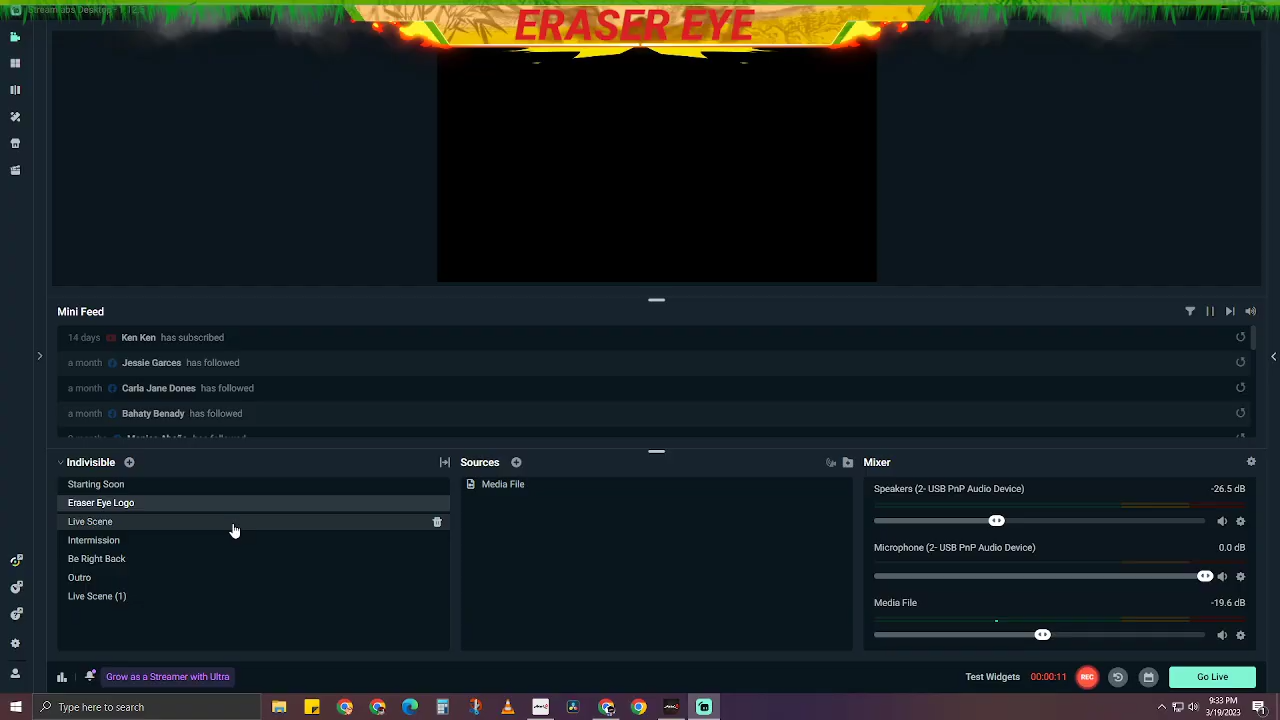 Streamlabs Desktop - 1.12.
ERASER EYE
Mini Feed
14 days Ken Ken has subscribed
a month Jessie Garces has followed
a month Carla Jane Dones has followed
a month Bahaty Benady has followed
Indivisible
Starting Soon
Eraser Eye Logo
Live Scene
Intermission
Be Right Back
Outro
Live Scene (1)
Sources
Media File
Mixer
Speakers (2- USB PnP Audio Device) -26.5 dB
Microphone (2- USB PnP Audio Device) 0.0 dB
Media File -19.6 dB
Grow as a Streamer with Ultra
Test Widgets 00:00:11 REC Go Live
Type here to search
9:33 PM
3/19/2023